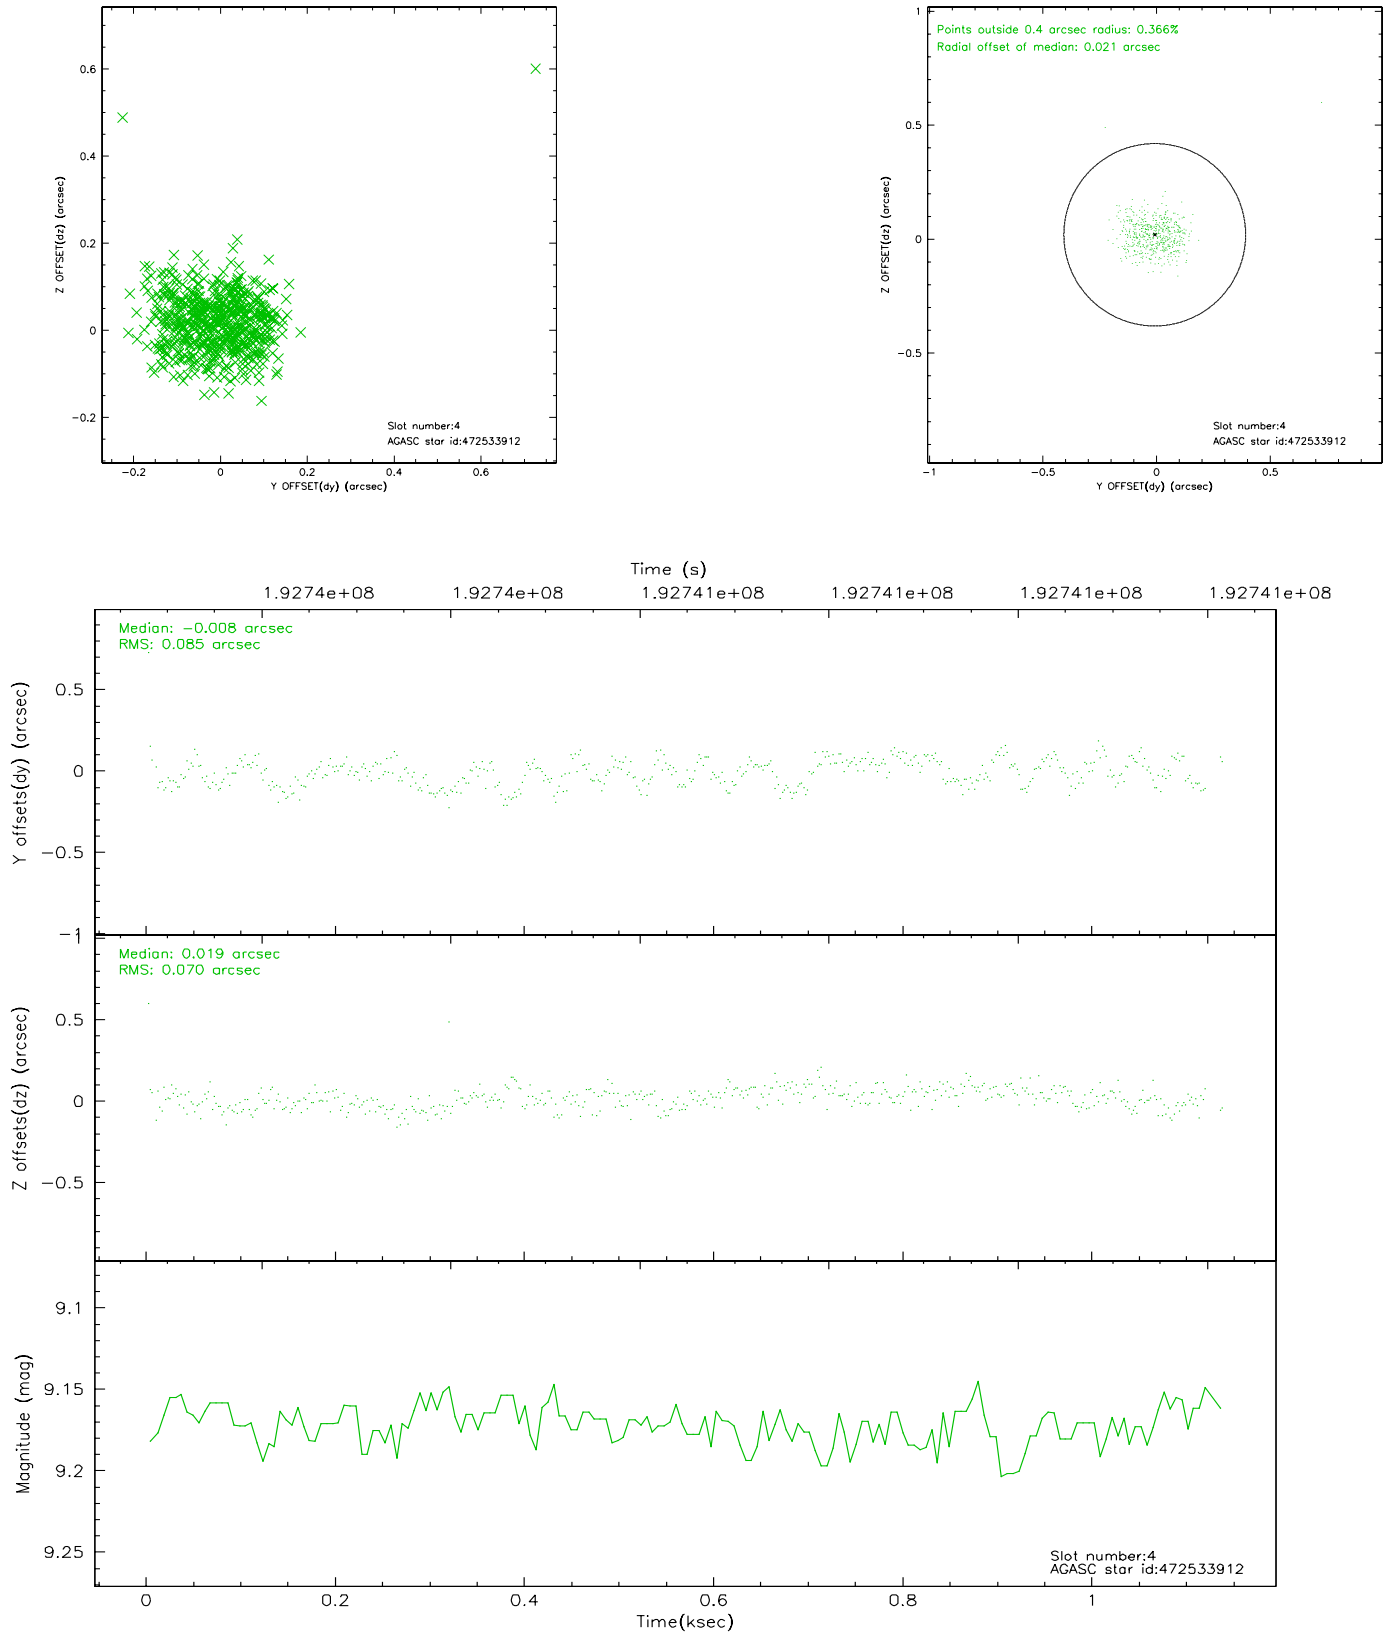 0.6
0.4
0.2
0
−0.2
Z OFFSET(dz) (arcsec)
Slot number:4
AGASC star id:472533912
−0.2 0 0.2 0.4 0.6
Y OFFSET(dy) (arcsec)
1
0.5
0
−0.5
Z OFFSET(dz) (arcsec)
Points outside 0.4 arcsec radius: 0.366%
Radial offset of median: 0.021 arcsec
Slot number:4
AGASC star id:472533912
−1 −0.5 0 0.5
Y OFFSET(dy) (arcsec)
Time (s)
1.9274e+08 1.9274e+08 1.92741e+08 1.92741e+08 1.92741e+08 1.92741e+08
Median: −0.008 arcsec
RMS: 0.085 arcsec
0.5
0
−0.5
−1
Y offsets(dy) (arcsec)
Median: 0.019 arcsec
RMS: 0.070 arcsec
1
0.5
0
−0.5
Z offsets(dz) (arcsec)
9.1
9.15
9.2
9.25
Magnitude (mag)
Slot number:4
AGASC star id:472533912
0 0.2 0.4 0.6 0.8 1
Time(ksec)